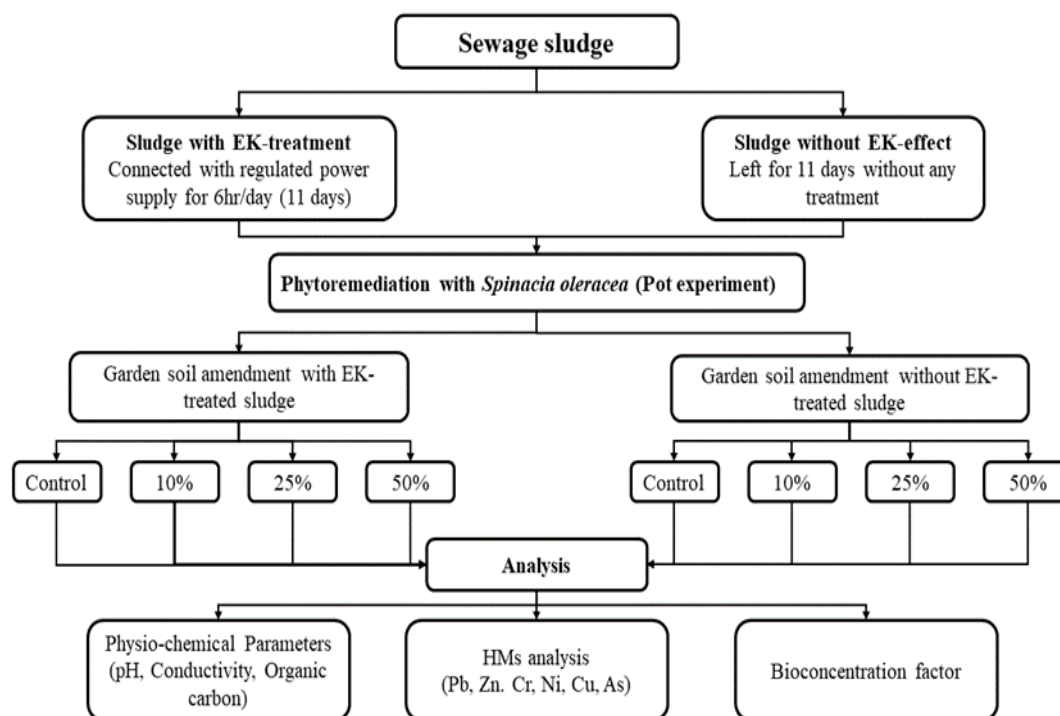 Sewage sludge
Sludge with EK-treatment
Connected with regulated power
supply for 6hr/day (11 days)
Sludge without EK-effect
Left for 11 days without any
treatment
Phytoremediation with Spinacia oleracea (Pot experiment)
Garden soil amendment with EK-
treated sludge
Garden soil amendment without EK-
treated sludge
Control
10%
25%
50%
Control
10%
25%
50%
Analysis
Physio-chemical Parameters
(pH, Conductivity, Organic
carbon)
HMs analysis
(Pb, Zn. Cr, Ni, Cu, As)
Bioconcentration factor